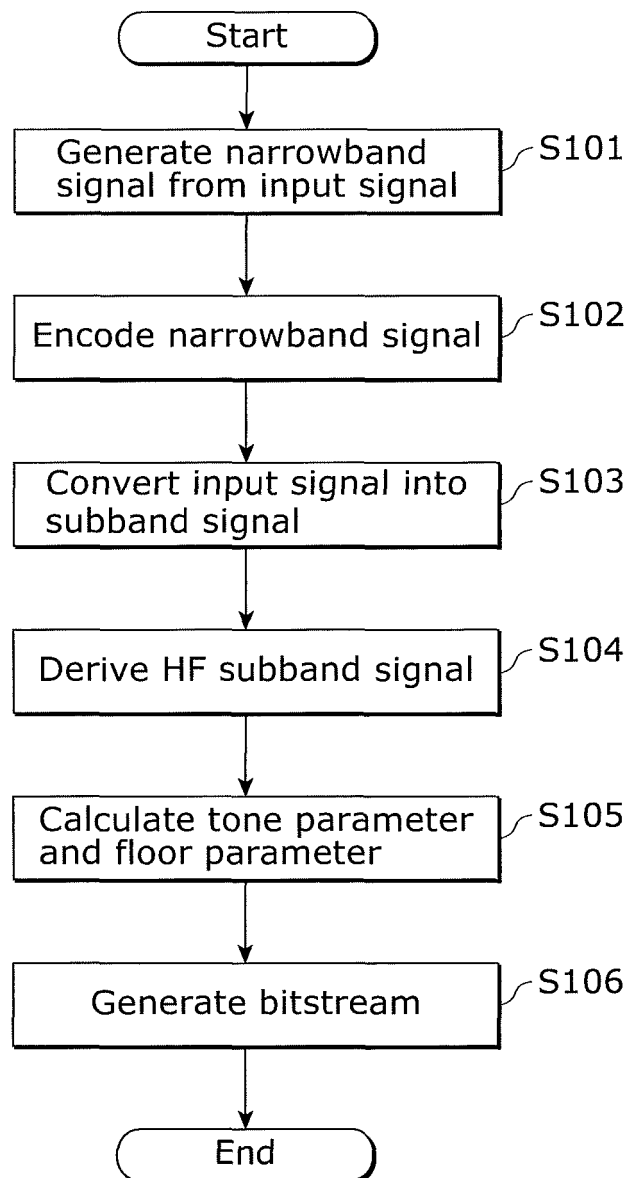 Start
Generate narrowband
signal from input signal
S101
Encode narrowband signal
S102
Convert input signal into
subband signal
S103
Derive HF subband signal
S104
Calculate tone parameter
and floor parameter
S105
Generate bitstream
S106
End